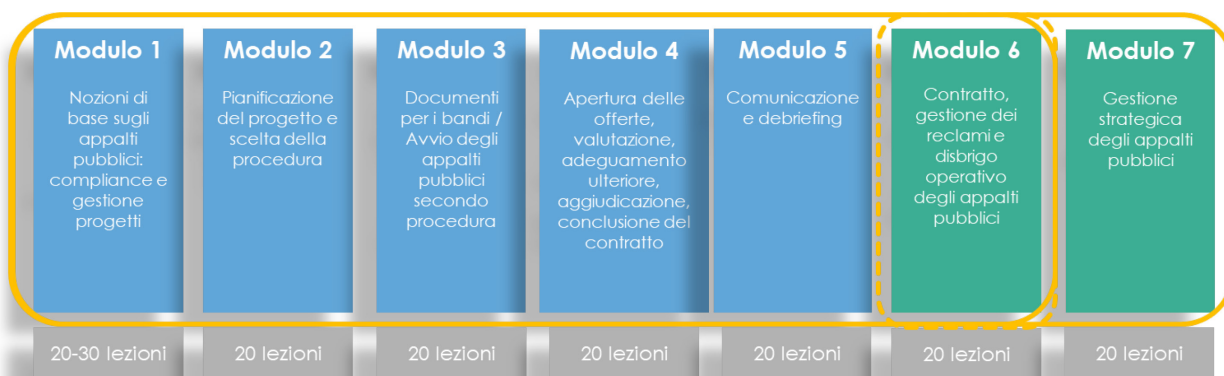 Modulo 1
Nozioni di
base sugli
appalti
pubblici:
compliance e
gestione
progetti
20-30 lezioni
Modulo 2
Pianificazione
del progetto e
scelta della
procedura
20 lezioni
Modulo 3
Documenti
per i bandi /
Avvio degli
appalti
pubblici
secondo
procedura
20 lezioni
Modulo 4
Apertura delle
offerte,
valutazione,
adeguamento
ulteriore,
aggiudicazione,
conclusione del
contratto
20 lezioni
Modulo 5
Comunicazione
e debriefing
20 lezioni
Modulo 6
Contratto,
gestione dei
reclami e
disbrigo
operativo
degli appalti
pubblici
20 lezioni
Modulo 7
Gestione
strategica
degli appalti
pubblici
20 lezioni